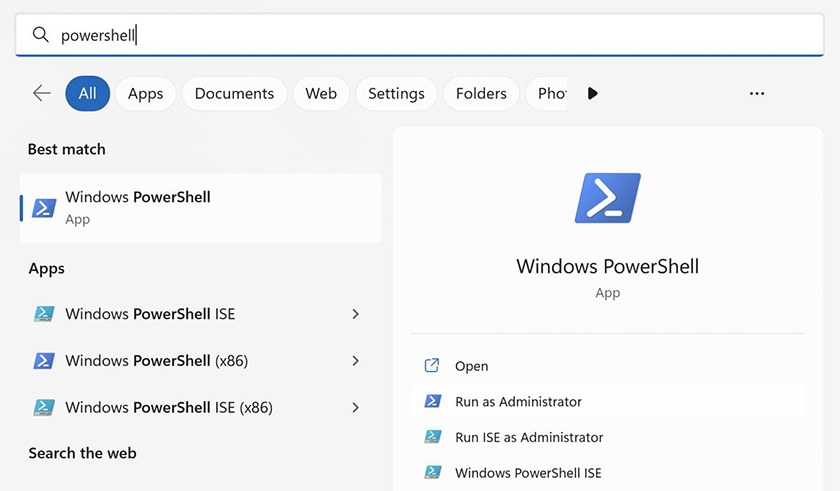 powershell
All Apps Documents Web Settings Folders Pho ...
Best match
Windows PowerShell
App
Apps
Windows PowerShell ISE
Windows PowerShell (x86)
Windows PowerShell ISE (x86)
Search the web
Windows PowerShell
App
Open
Run as Administrator
Run ISE as Administrator
Windows PowerShell ISE